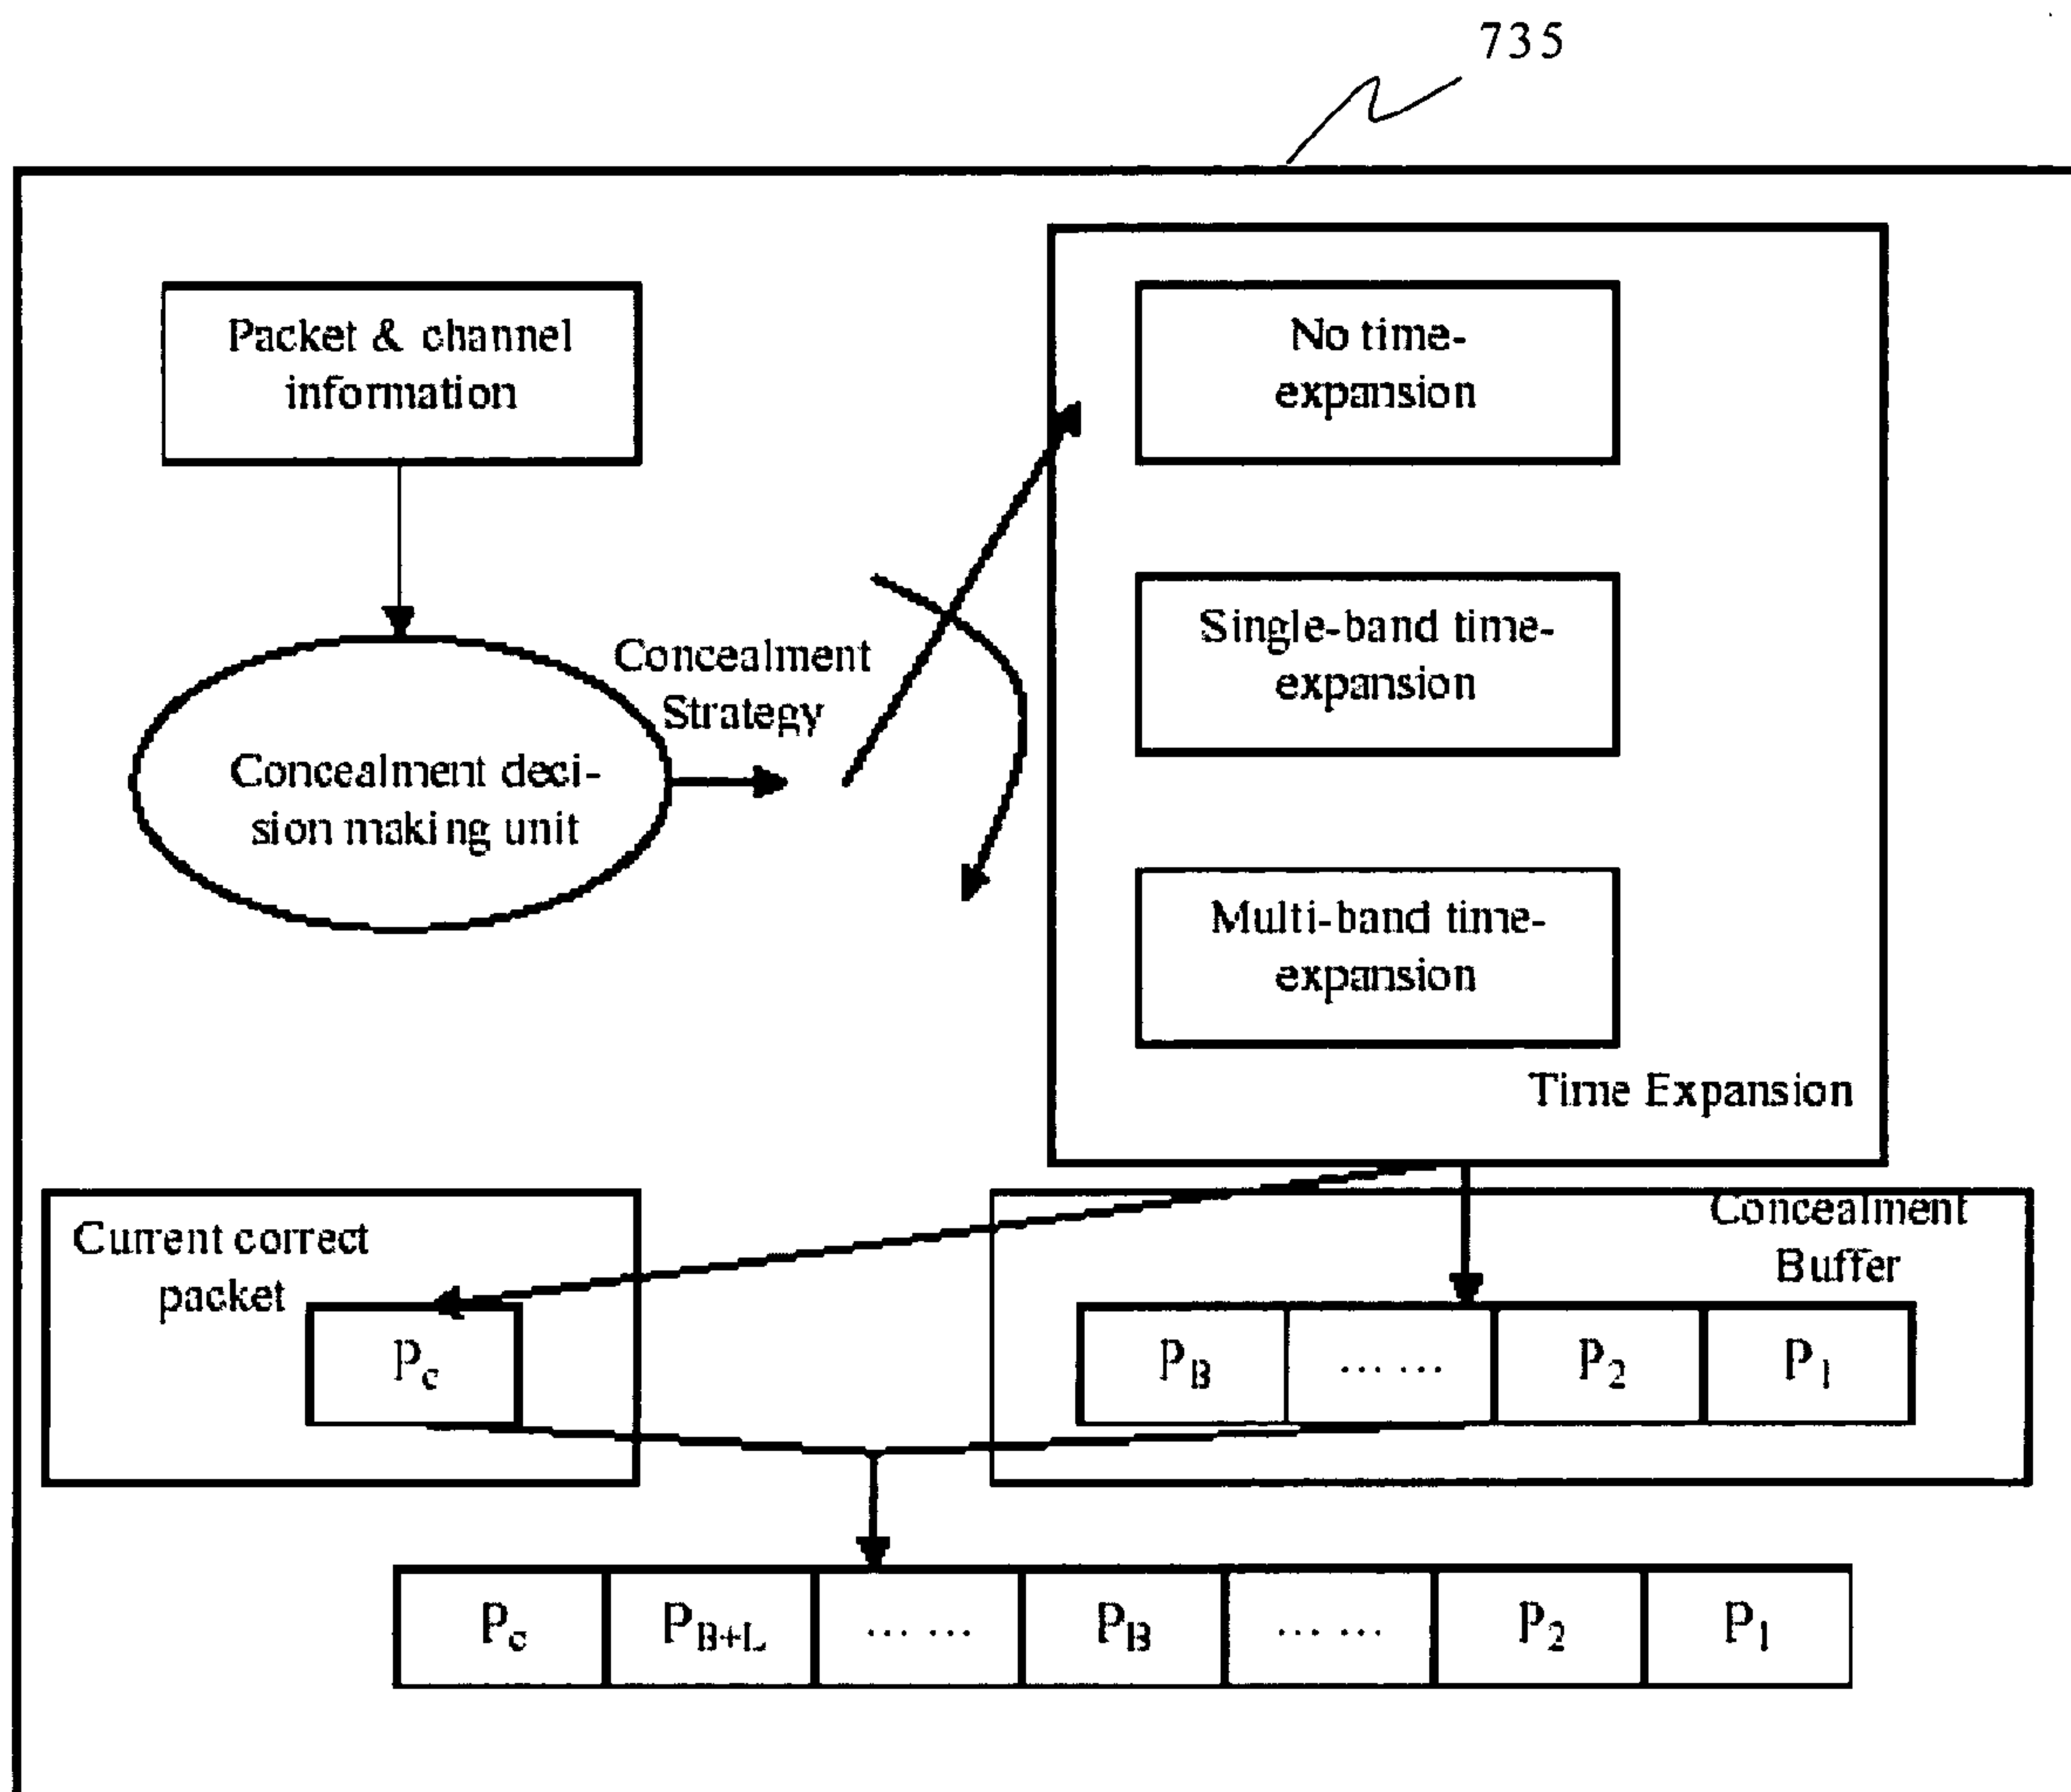 735
Packet & channel
information
No time-
expansion
Single-band time-
expansion
Concealment
Strategy
Concealment deci-
sion making unit
Multi-band time-
expansion
Time Expansion
Current correct
packet
Concealment
Buffer
Pc
PB
... ...
P2
P1
Pc
PB+L
... ...
PB
... ...
P2
P1